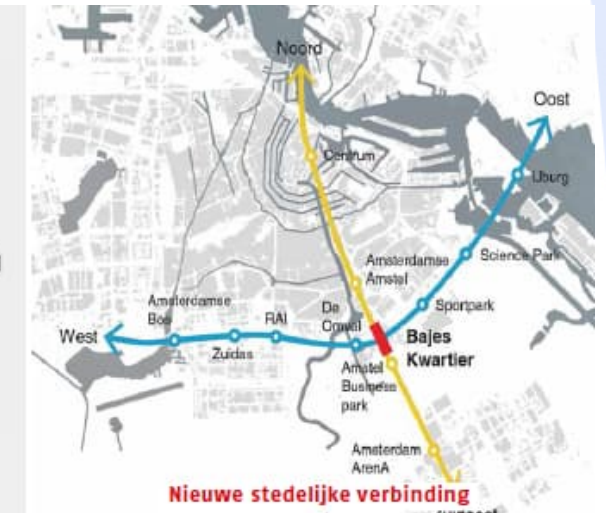 Noord
Oost
Centrum
IJburg
Amsterdamse
Amstel
Science Park
Amsterdamse
Bos
De
Omval
Sportpark
West
RAI
Zuidas
Bajes
Kwartier
Amstel
Business
park
Amsterdam
ArenA
Nieuwe stedelijke verbinding